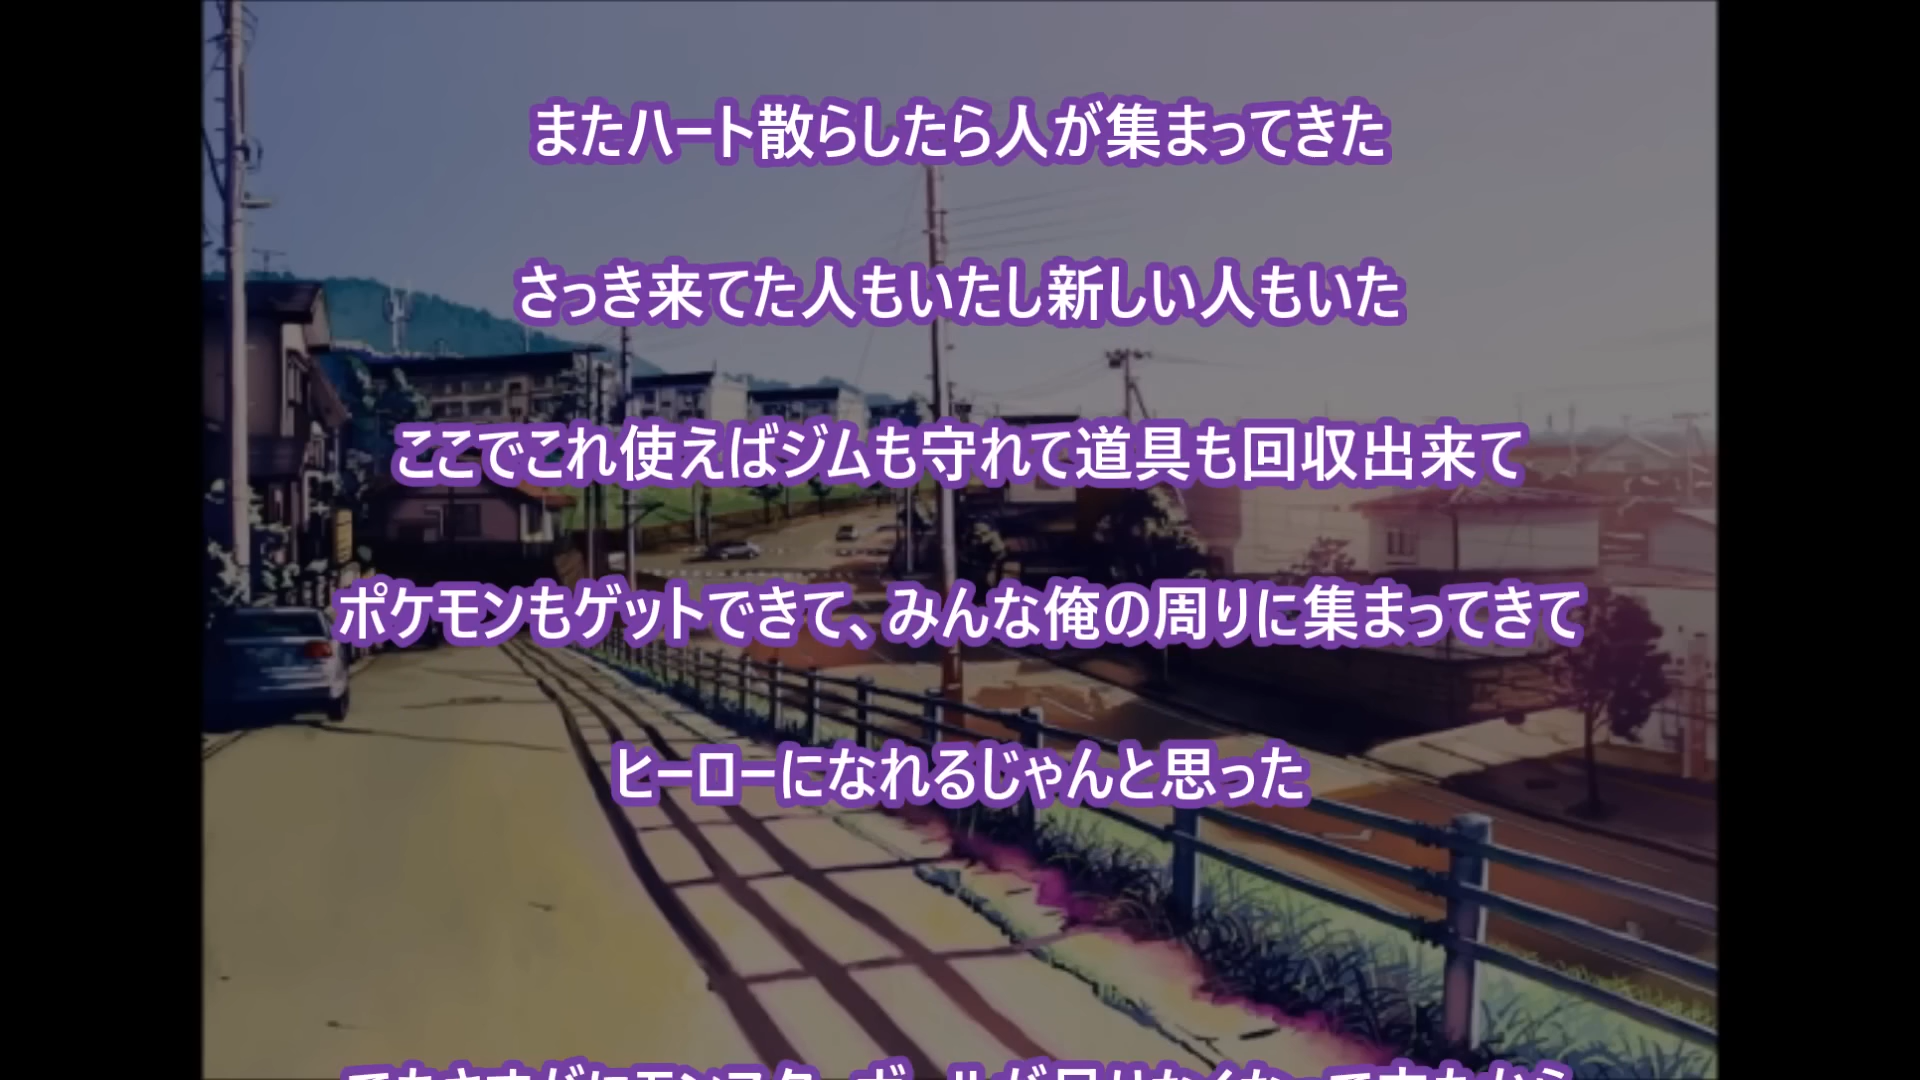 またハート散らしたら人が集まってきた
さっき来てた人もいたし新しい人もいた
ここでこれ使えばジムも守れて道具も回収出来て
ポケモンもゲットできて、みんな俺の周りに集まってきて
ヒーローになれるじゃんと思った